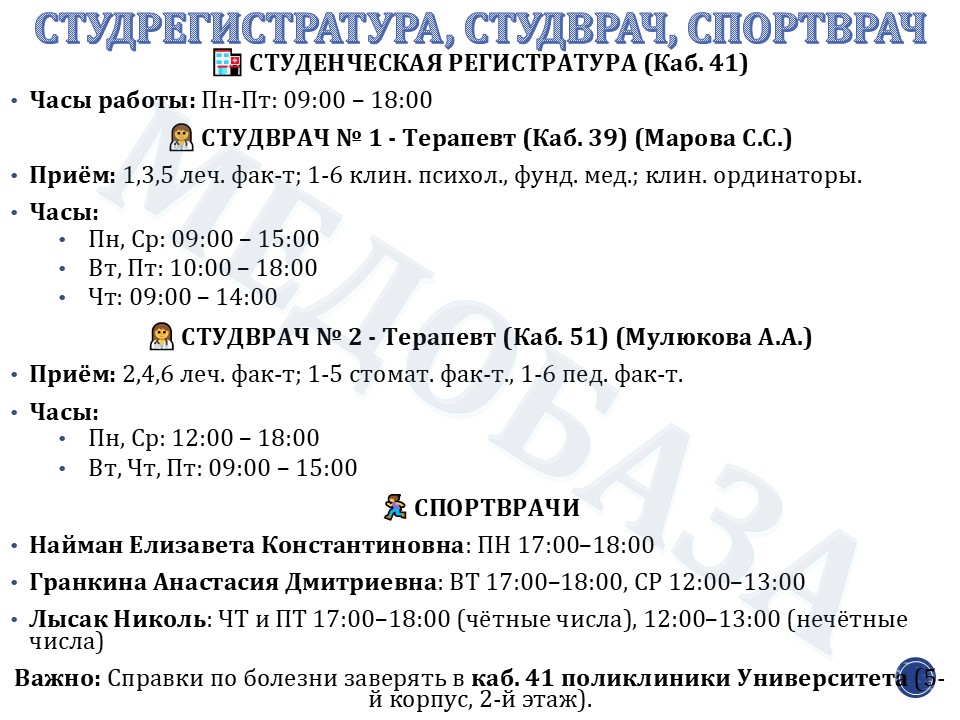 СТУДРЕГИСТРАТУРА, СТУДВРАЧ, СПОРТВРАЧ
СТУДЕНЧЕСКАЯ РЕГИСТРАТУРА (Каб. 41)
• Часы работы: Пн-Пт: 09:00 – 18:00
СТУДВРАЧ № 1 - Терапевт (Каб. 39) (Марова С.С.)
• Приём: 1,3,5 леч. фак-т; 1-6 клин. психол., фунд. мед.; клин. ординаторы.
• Часы:
• Пн, Ср: 09:00 – 15:00
• Вт, Пт: 10:00 – 18:00
• Чт: 09:00 – 14:00
СТУДВРАЧ № 2 - Терапевт (Каб. 51) (Мулюкова А.А.)
• Приём: 2,4,6 леч. фак-т; 1-5 стомат. фак-т., 1-6 пед. фак-т.
• Часы:
• Пн, Ср: 12:00 – 18:00
• Вт, Чт, Пт: 09:00 – 15:00
СПОРТВРАЧИ
• Найман Елизавета Константиновна: ПН 17:00–18:00
• Гранкина Анастасия Дмитриевна: ВТ 17:00–18:00, СР 12:00–13:00
• Лысак Николь: ЧТ и ПТ 17:00–18:00 (чётные числа), 12:00–13:00 (нечётные
числа)
Важно: Справки по болезни заверять в каб. 41 поликлиники Университета (5-
й корпус, 2-й этаж).
МЕДОБАЗА